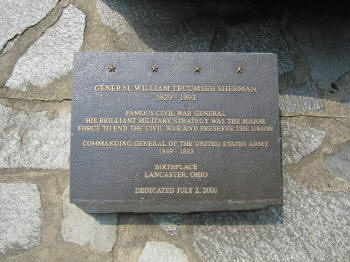 GENERAL WILLIAM TECUMSEH SHERMAN
1820 - 1891
FAMOUS CIVIL WAR GENERAL
HIS BRILLIANT MILITARY STRATEGY WAS THE MAJOR
FORCE TO END THE CIVIL WAR AND PRESERVE THE UNION
COMMANDING GENERAL OF THE UNITED STATES ARMY
1869 - 1883
BIRTHPLACE
LANCASTER, OHIO
DEDICATED JULY 2, 2000